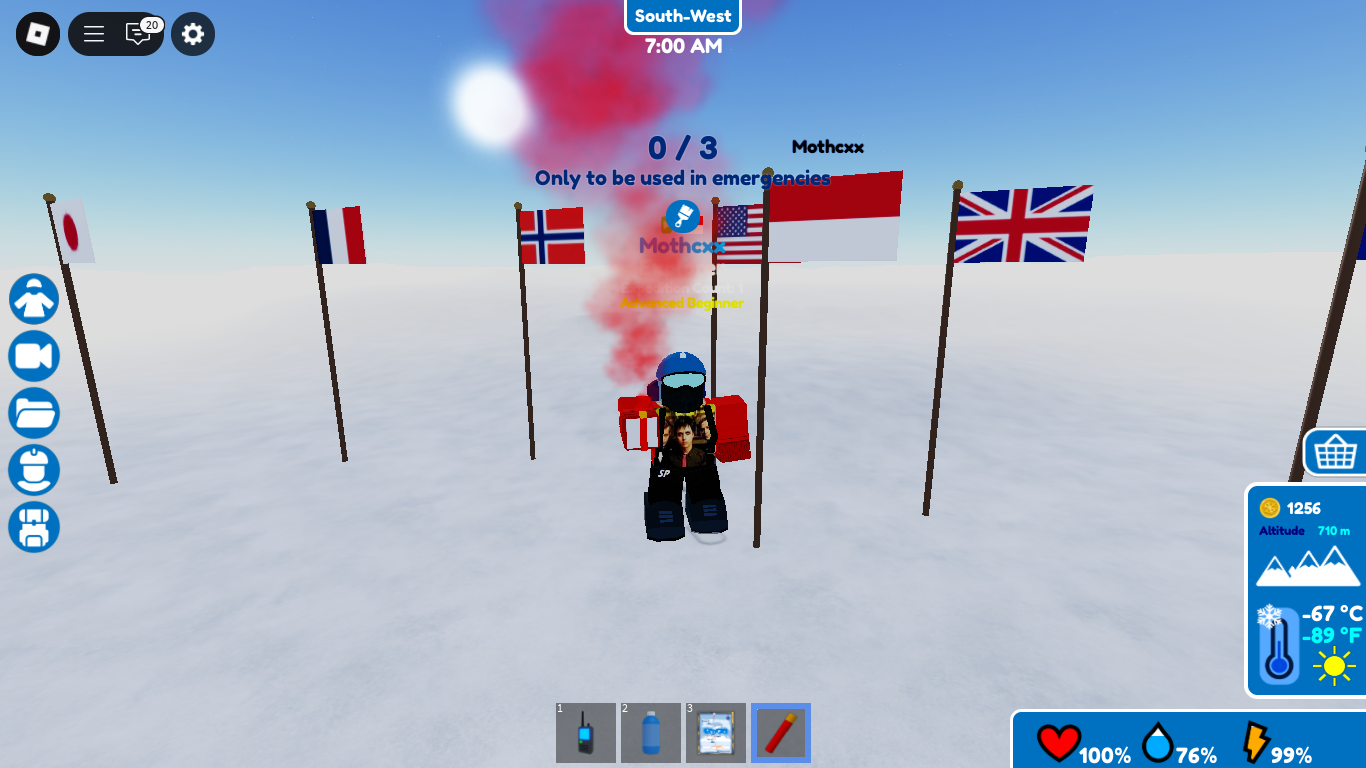 20
South-West
7:00 AM
0 / 3
Mothcxx
Only to be used in emergencies
Mothcxx
Advanced Beginner
SP
1256
Altitude 710 m
-67 °C
-89 °F
1
2
3
100%
76%
99%